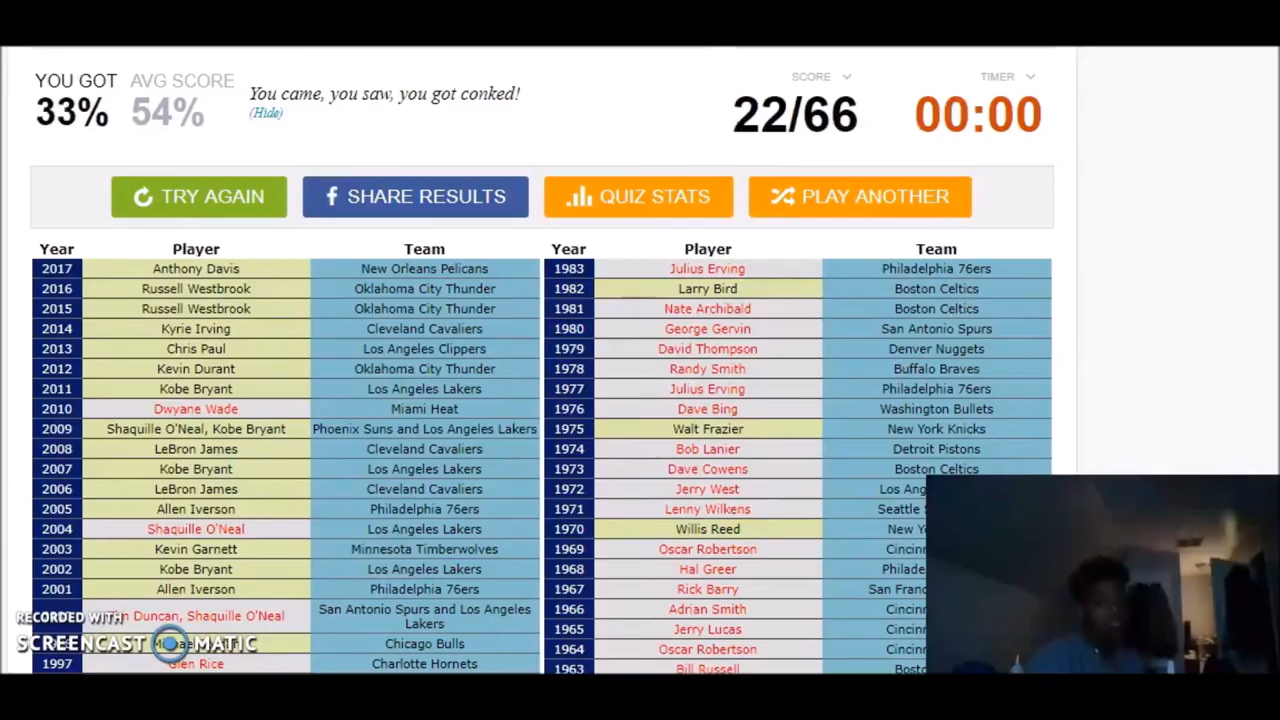 YOU GOT AVG SCORE
33% 54%
You came, you saw, you got conked!
(Hide)
SCORE
22/66
TIMER
00:00
TRY AGAIN
SHARE RESULTS
QUIZ STATS
PLAY ANOTHER
Year Player Team
2017 Anthony Davis New Orleans Pelicans
2016 Russell Westbrook Oklahoma City Thunder
2015 Russell Westbrook Oklahoma City Thunder
2014 Kyrie Irving Cleveland Cavaliers
2013 Chris Paul Los Angeles Clippers
2012 Kevin Durant Oklahoma City Thunder
2011 Kobe Bryant Los Angeles Lakers
2010 Dwyane Wade Miami Heat
2009 Shaquille O'Neal, Kobe Bryant Phoenix Suns and Los Angeles Lakers
2008 LeBron James Cleveland Cavaliers
2007 Kobe Bryant Los Angeles Lakers
2006 LeBron James Cleveland Cavaliers
2005 Allen Iverson Philadelphia 76ers
2004 Shaquille O'Neal Los Angeles Lakers
2003 Kevin Garnett Minnesota Timberwolves
2002 Kobe Bryant Los Angeles Lakers
2001 Allen Iverson Philadelphia 76ers
Duncan, Shaquille O'Neal San Antonio Spurs and Los Angeles
Lakers
Chicago Bulls
1997 Glen Rice Charlotte Hornets
Year Player Team
1983 Julius Erving Philadelphia 76ers
1982 Larry Bird Boston Celtics
1981 Nate Archibald Boston Celtics
1980 George Gervin San Antonio Spurs
1979 David Thompson Denver Nuggets
1978 Randy Smith Buffalo Braves
1977 Julius Erving Philadelphia 76ers
1976 Dave Bing Washington Bullets
1975 Walt Frazier New York Knicks
1974 Bob Lanier Detroit Pistons
1973 Dave Cowens Boston Celtics
1972 Jerry West Los Ang
1971 Lenny Wilkens Seattle
1970 Willis Reed New Y
1969 Oscar Robertson Cincin
1968 Hal Greer Philade
1967 Rick Barry San Fran
1966 Adrian Smith Cincin
1965 Jerry Lucas Cincin
1964 Oscar Robertson Cincin
1963 Bill Russell Bost
RECORDED WITH
SCREENCAST MATIC